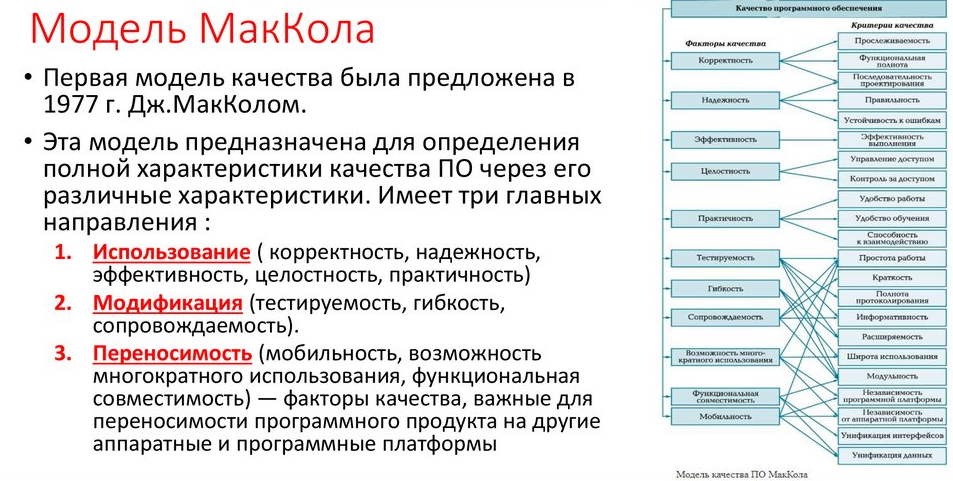 Модель МакКола
• Первая модель качества была предложена в
1977 г. Дж.МакКолом.
• Эта модель предназначена для определения
полной характеристики качества ПО через его
различные характеристики. Имеет три главных
направления :
1. Использование ( корректность, надежность,
эффективность, целостность, практичность)
2. Модификация (тестируемость, гибкость,
сопровождаемость).
3. Переносимость (мобильность, возможность
многократного использования, функциональная
совместимость) — факторы качества, важные для
переносимости программного продукта на другие
аппаратные и программные платформы
Качество программного обеспечения
Факторы качества
Корректность
Надежность
Эффективность
Целостность
Практичность
Тестируемость
Гибкость
Сопровождаемость
Возможность много-
кратного использования
Функциональная
совместимость
Мобильность
Критерии качества
Прослеживаемость
Функциональная
полнота
Последовательность
проектирования
Правильность
Устойчивость к ошибкам
Эффективность
выполнения
Управление доступом
Контроль за доступом
Удобство работы
Удобство обучения
Способность
к взаимодействию
Простота работы
Краткость
Полнота
протоколирования
Информативность
Расширяемость
Широта использования
Модульность
Независимость
программной платформы
Независимость
от аппаратной платформы
Унификация интерфейсов
Унификация данных
Модель качества ПО МакКола